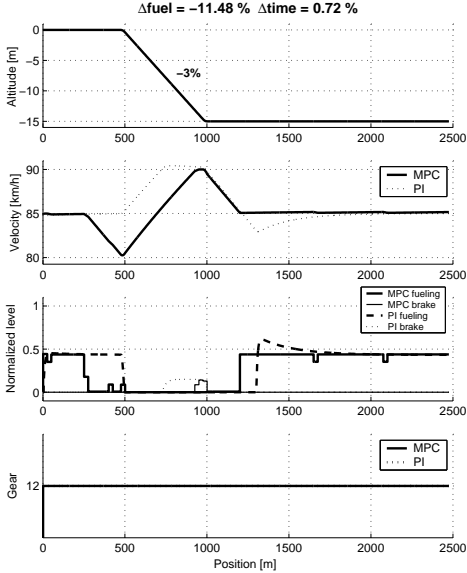 Δfuel = −11.48 % Δtime = 0.72 %
Altitude [m]
0
−5
−10
−15
−3%
0 500 1000 1500 2000 2500
Velocity [km/h]
90
85
80
MPC
PI
0 500 1000 1500 2000 2500
Normalized level
1
0.5
0
MPC fueling
MPC brake
PI fueling
PI brake
0 500 1000 1500 2000 2500
Gear
12
MPC
PI
0 500 1000 1500 2000 2500
Position [m]